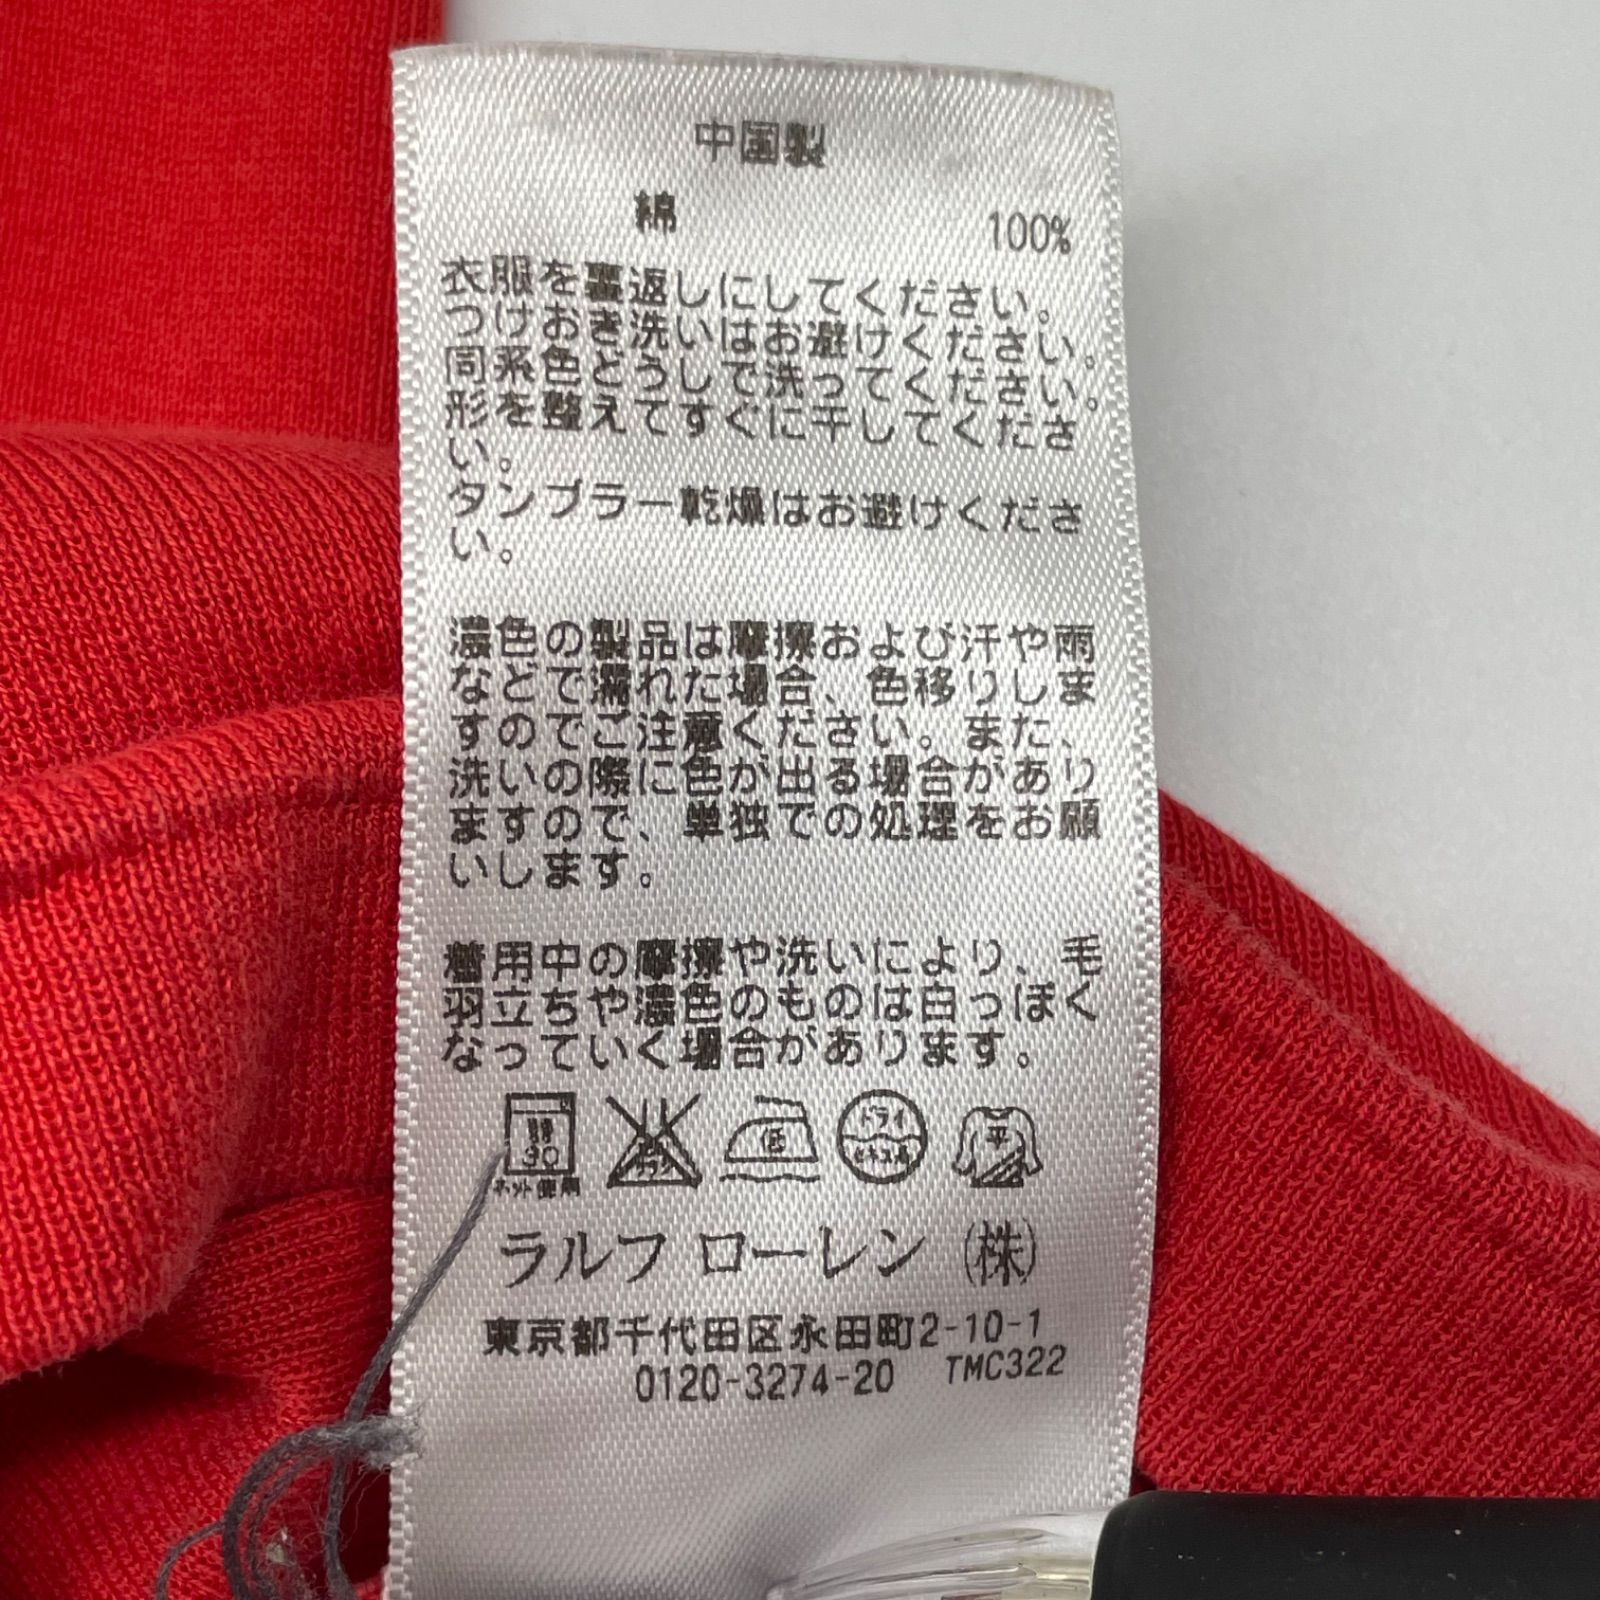 中国製
綿 100%
衣服を裏返しにしてください。
つけおき洗いはお避けください。
同系色どうしで洗ってください。
形を整えてすぐに干してくださ
い。
タンブラー乾燥はお避けくださ
い。
濃色の製品は摩擦および汗や雨
などで濡れた場合、色移りしま
すのでご注意ください。また、
洗いの際に色が出る場合があり
ますので、単独での処理をお願
いします。
着用中の摩擦や洗いにより、毛
羽立ちや濃色のものは白っぽく
なっていく場合があります。
30 低 ドライ 平
ネット使用
ラルフ ローレン (株)
東京都千代田区永田町2-10-1
0120-3274-20 TMC322